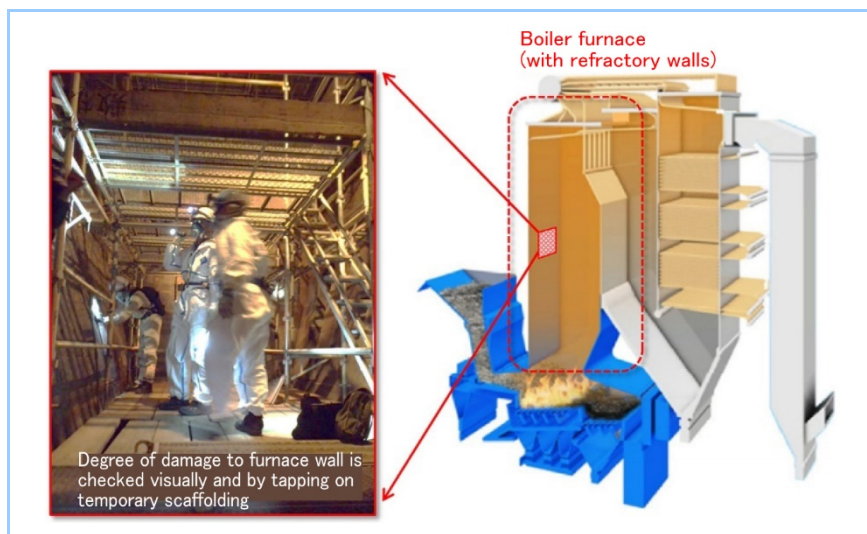 Boiler furnace
(with refractory walls)
Degree of damage to furnace wall is
checked visually and by tapping on
temporary scaffolding